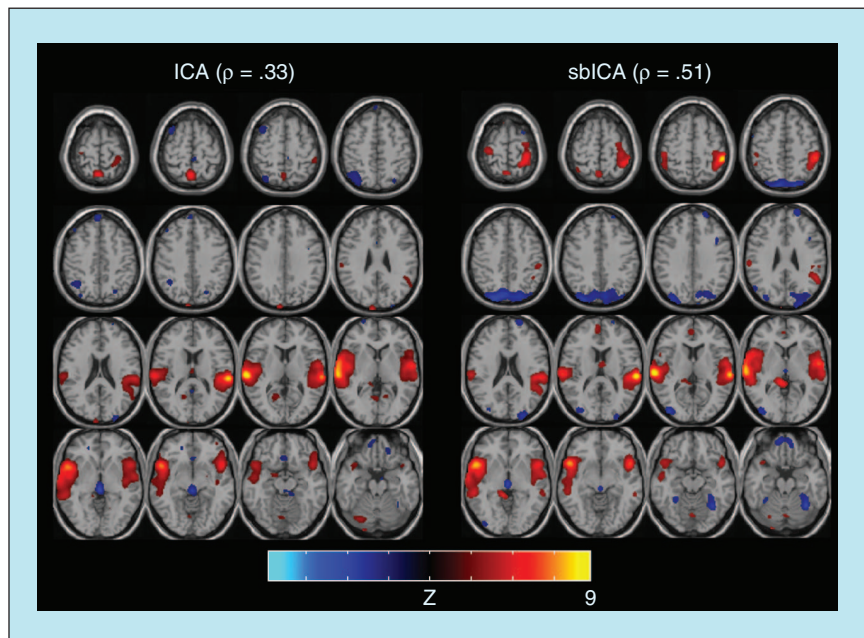 ICA (ρ = .33)
sbICA (ρ = .51)
Z
9